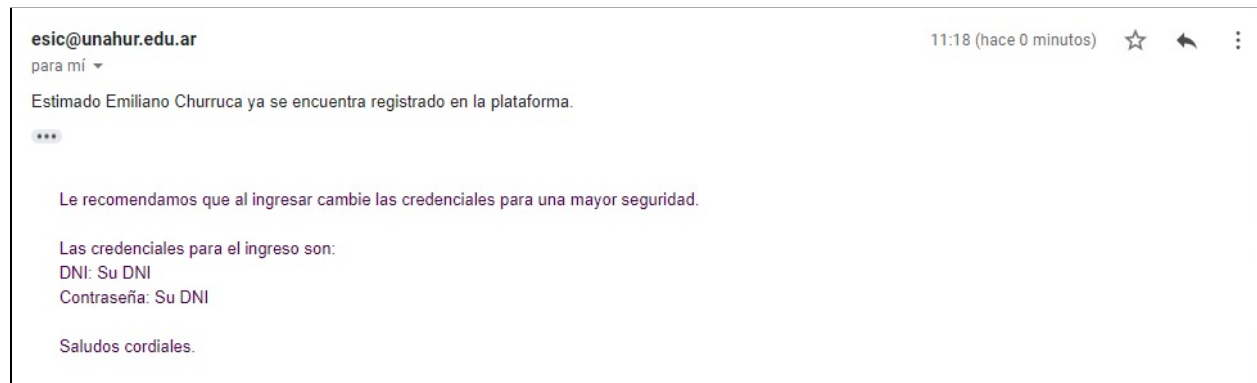 esic@unahur.edu.ar
11:18 (hace 0 minutos)
para mí
Estimado Emiliano Churruca ya se encuentra registrado en la plataforma.
Le recomendamos que al ingresar cambie las credenciales para una mayor seguridad.
Las credenciales para el ingreso son:
DNI: Su DNI
Contraseña: Su DNI
Saludos cordiales.